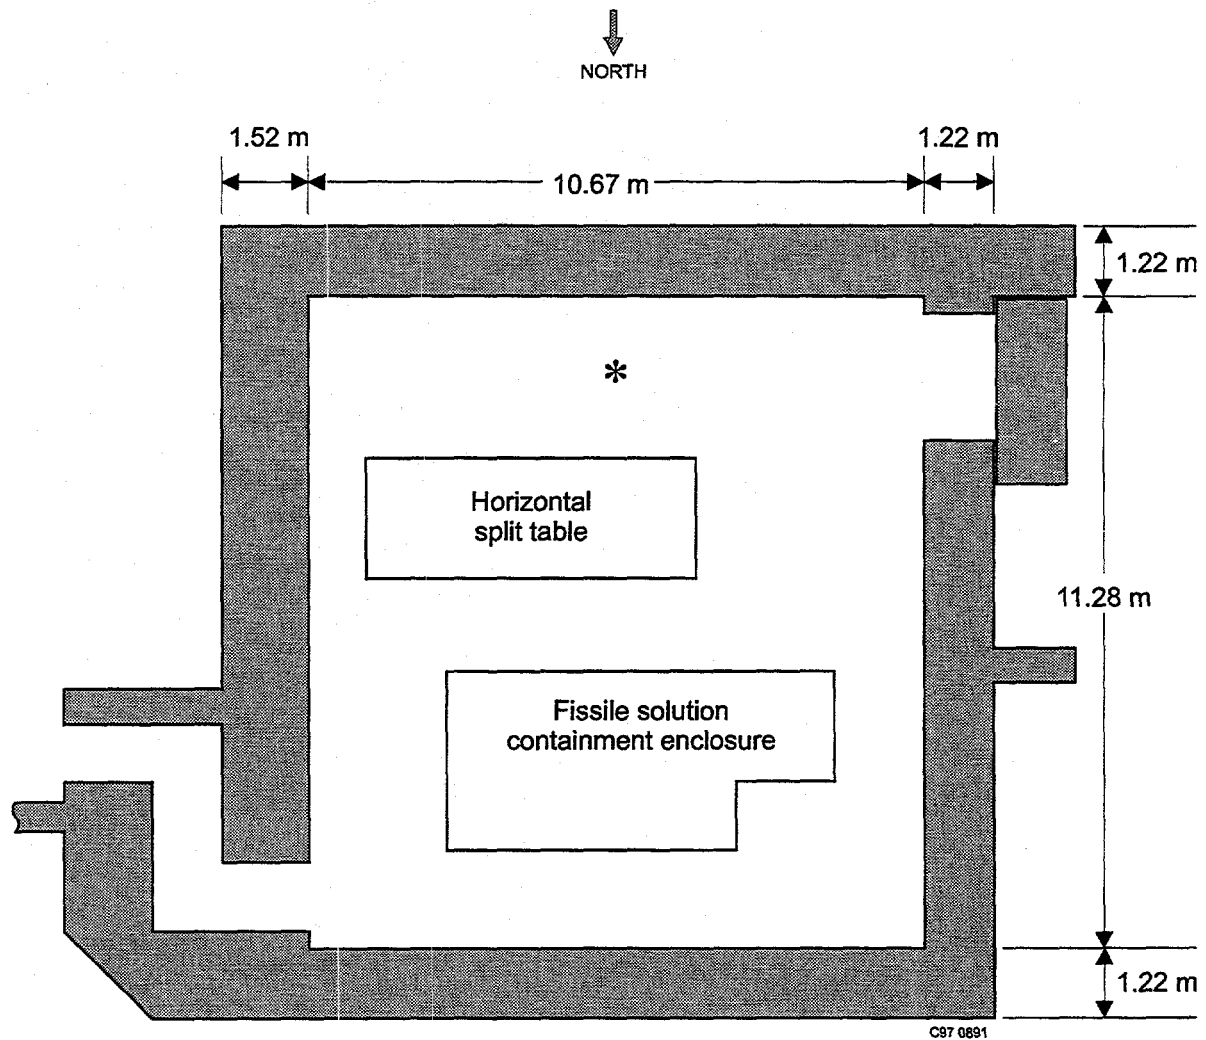 NORTH
1.52 m
1.22 m
10.67 m
1.22 m
*
Horizontal
split table
11.28 m
Fissile solution
containment enclosure
1.22 m
C97 0891